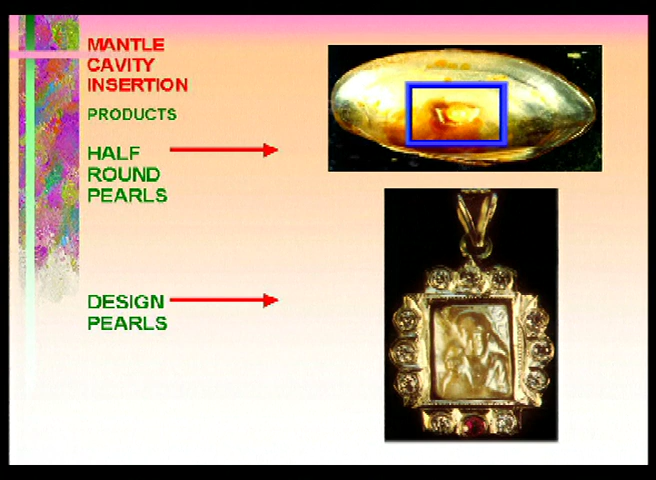 MANTLE
CAVITY
INSERTION
PRODUCTS
HALF
ROUND
PEARLS
DESIGN
PEARLS